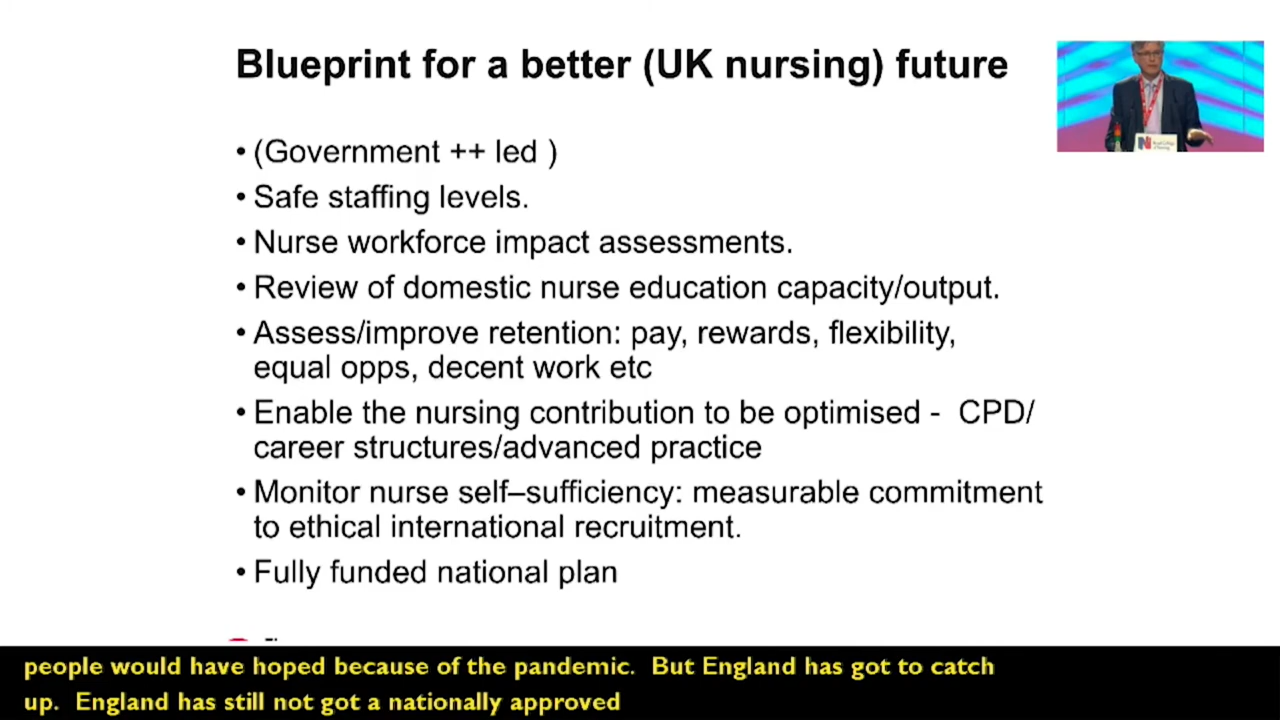 Blueprint for a better (UK nursing) future
• (Government ++ led )
• Safe staffing levels.
• Nurse workforce impact assessments.
• Review of domestic nurse education capacity/output.
• Assess/improve retention: pay, rewards, flexibility,
equal opps, decent work etc
• Enable the nursing contribution to be optimised - CPD/
career structures/advanced practice
• Monitor nurse self–sufficiency: measurable commitment
to ethical international recruitment.
• Fully funded national plan
people would have hoped because of the pandemic. But England has got to catch
up. England has still not got a nationally approved